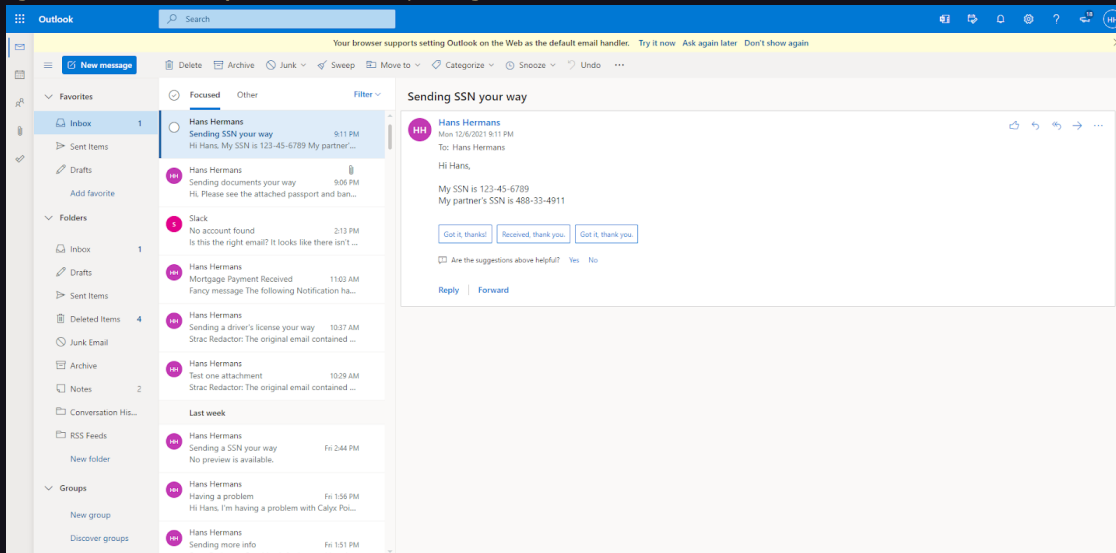 Outlook
Search
10
HH
Your browser supports setting Outlook on the Web as the default email handler. Try it now Ask again later Don't show again
New message
Delete Archive Junk Sweep Move to Categorize Snooze Undo ...
Favorites
Inbox 1
Sent Items
Drafts
Add favorite
Folders
Inbox 1
Drafts
Sent Items
Deleted Items 4
Junk Email
Archive
Notes 2
Conversation His...
RSS Feeds
New folder
Groups
New group
Discover groups
Focused Other Filter
Hans Hermans
Sending SSN your way 9:11 PM
Hi Hans, My SSN is 123-45-6789 My partner'...
HH
Hans Hermans
Sending documents your way 9:06 PM
Hi, Please see the attached passport and ban...
S
Slack
No account found 2:13 PM
Is this the right email? It looks like there isn't ...
HH
Hans Hermans
Mortgage Payment Received 11:03 AM
Fancy message The following Notification ha...
HH
Hans Hermans
Sending a driver's license your way 10:37 AM
Strac Redactor: The original email contained ...
HH
Hans Hermans
Test one attachment 10:29 AM
Strac Redactor: The original email contained ...
Last week
HH
Hans Hermans
Sending a SSN your way Fri 2:44 PM
No preview is available.
HH
Hans Hermans
Having a problem Fri 1:56 PM
Hi Hans, I'm having a problem with Calyx Poi...
HH
Hans Hermans
Sending more info Fri 1:51 PM
Sending SSN your way
HH
Hans Hermans
Mon 12/6/2021 9:11 PM
To: Hans Hermans
Hi Hans,
My SSN is 123-45-6789
My partner's SSN is 488-33-4911
Got it, thanks! Received, thank you. Got it, thank you.
Are the suggestions above helpful? Yes No
Reply Forward